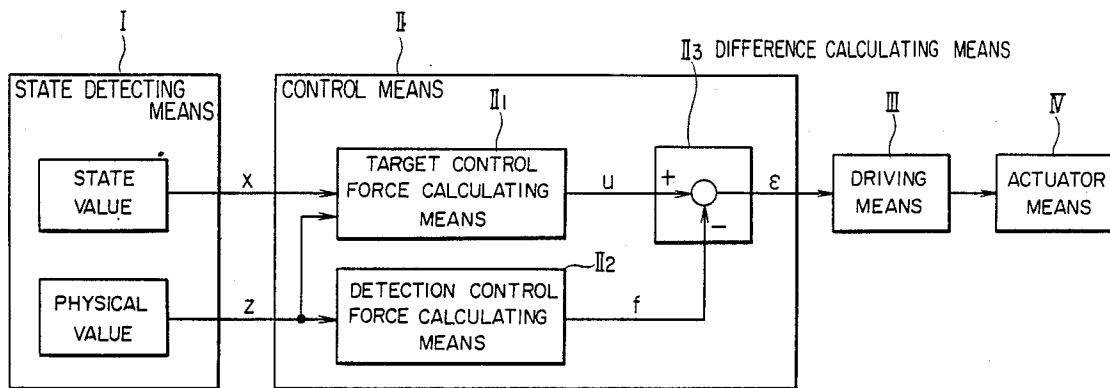 I
II
II3 DIFFERENCE CALCULATING MEANS
STATE DETECTING
MEANS
CONTROL MEANS
II1
III
IV
STATE
VALUE
x
TARGET CONTROL
FORCE CALCULATING
MEANS
u
+
−
ε
DRIVING
MEANS
ACTUATOR
MEANS
PHYSICAL
VALUE
z
II2
DETECTION CONTROL
FORCE CALCULATING
MEANS
f